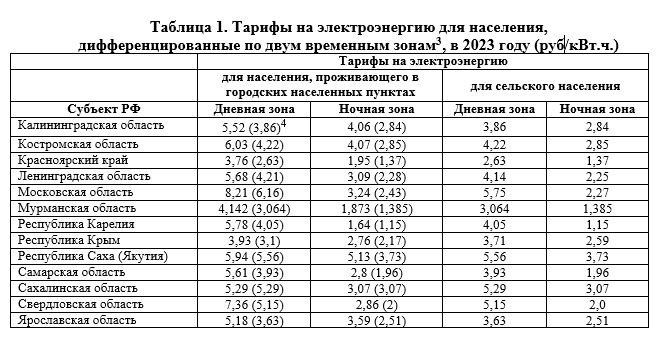 Таблица 1. Тарифы на электроэнергию для населения,
дифференцированные по двум временным зонам³, в 2023 году (руб/кВт.ч.)
Тарифы на электроэнергию
для населения, проживающего в городских населенных пунктах для сельского населения
Субъект РФ Дневная зона Ночная зона Дневная зона Ночная зона
Калининградская область 5,52 (3,86)⁴ 4,06 (2,84) 3,86 2,84
Костромская область 6,03 (4,22) 4,07 (2,85) 4,22 2,85
Красноярский край 3,76 (2,63) 1,95 (1,37) 2,63 1,37
Ленинградская область 5,68 (4,21) 3,09 (2,28) 4,14 2,25
Московская область 8,21 (6,16) 3,24 (2,43) 5,75 2,27
Мурманская область 4,142 (3,064) 1,873 (1,385) 3,064 1,385
Республика Карелия 5,78 (4,05) 1,64 (1,15) 4,05 1,15
Республика Крым 3,93 (3,1) 2,76 (2,17) 3,71 2,59
Республика Саха (Якутия) 5,94 (5,56) 5,13 (3,73) 5,56 3,73
Самарская область 5,61 (3,93) 2,8 (1,96) 3,93 1,96
Сахалинская область 5,29 (5,29) 3,07 (3,07) 5,29 3,07
Свердловская область 7,36 (5,15) 2,86 (2) 5,15 2,0
Ярославская область 5,18 (3,63) 3,59 (2,51) 3,63 2,51